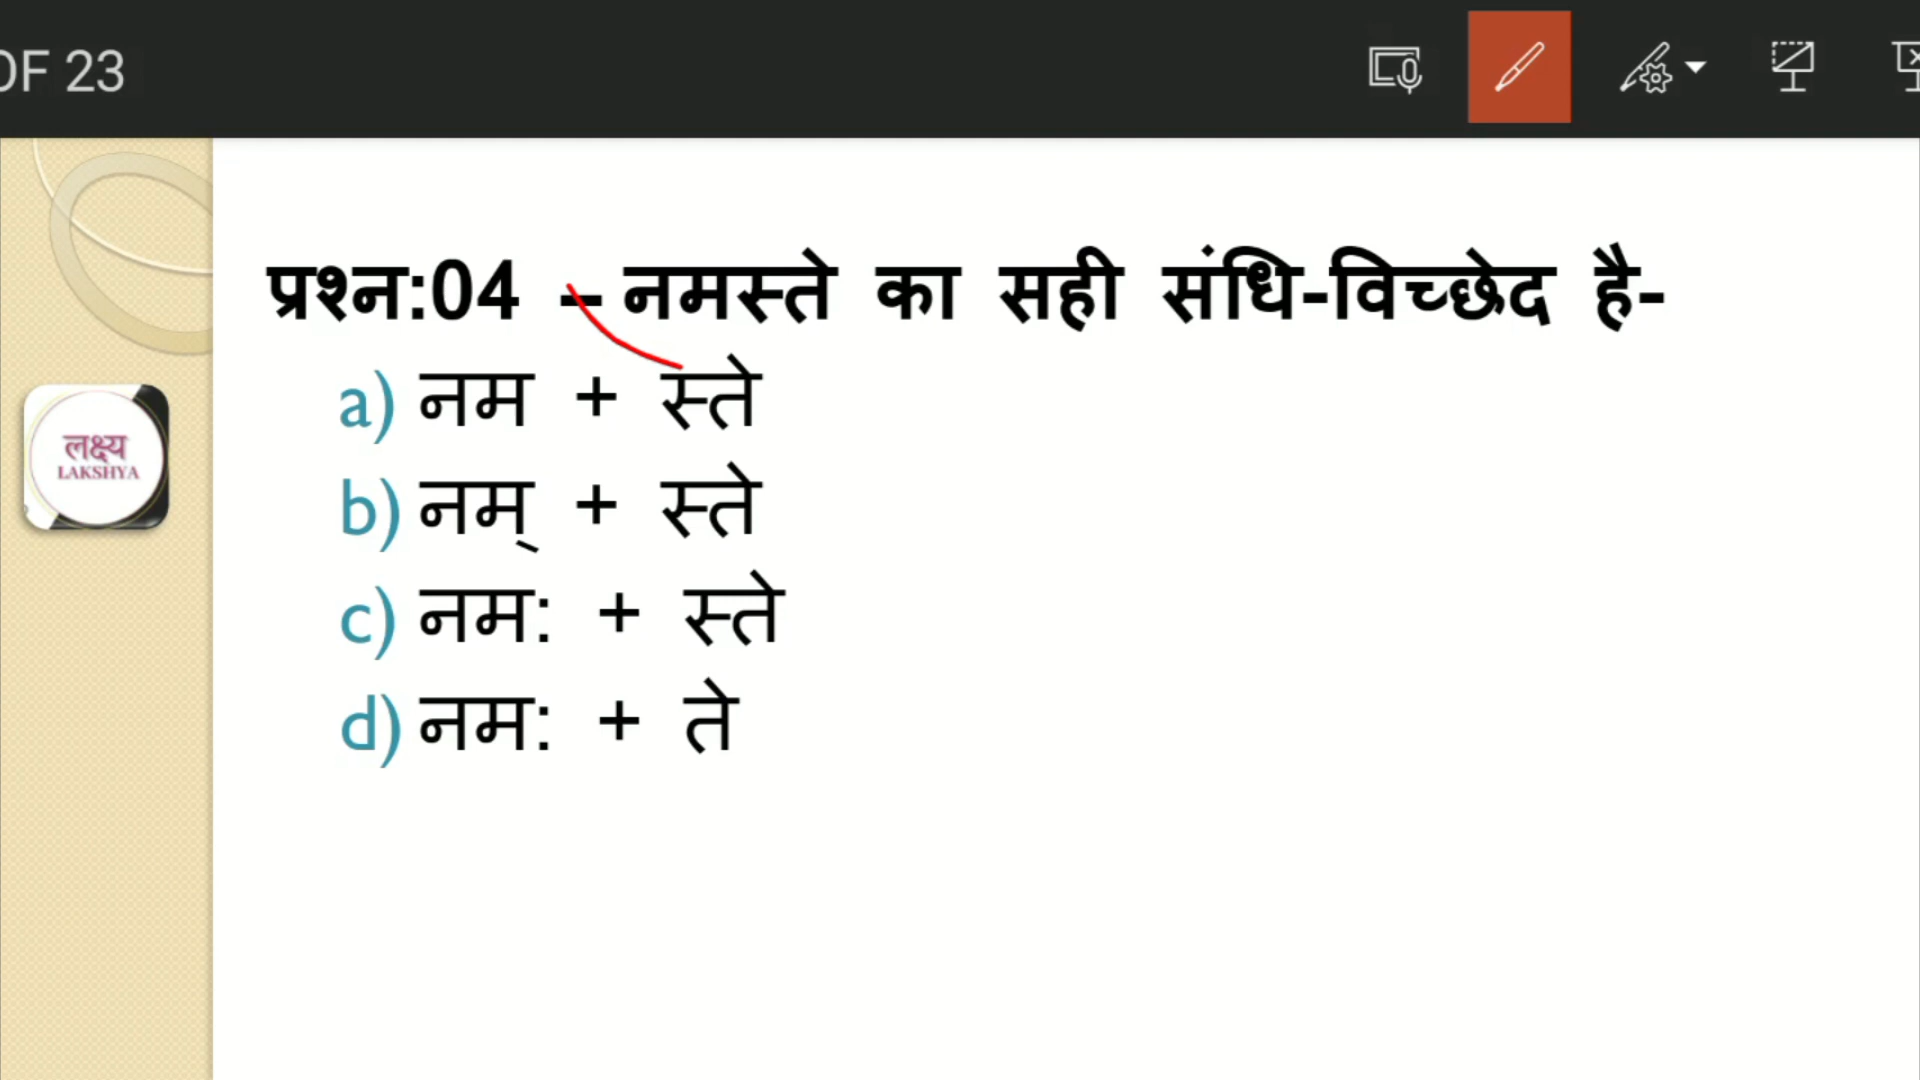 OF 23
प्रश्न:04 – नमस्ते का सही संधि-विच्छेद है-
a) नम + स्ते
b) नम् + स्ते
c) नम: + स्ते
d) नम: + ते
लक्ष्य
LAKSHYA